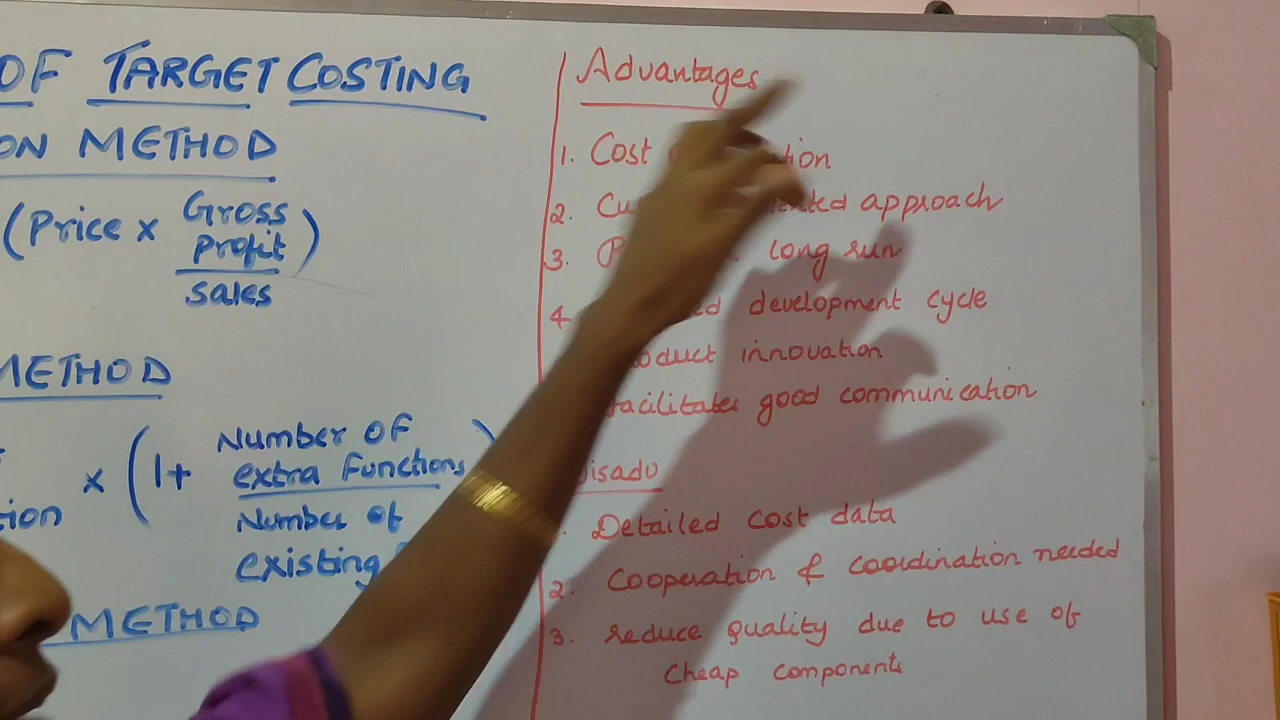 OF TARGET COSTING
ON METHOD
(Price x Gross Profit / Sales)
METHOD
tion x (1+ Number of extra Functions / Number of existing
METHOD
Advantages
1. Cost
2. approach
3. long run
4. development cycle
innovation
facilitates good communication
Disadv
Detailed cost data
2. Cooperation & coordination needed
3. reduce quality due to use of
cheap components